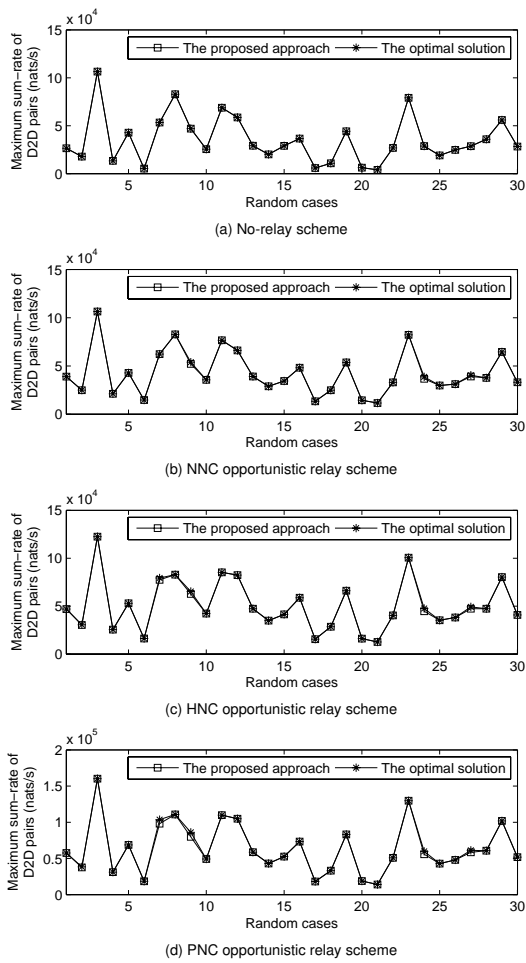 x 10^4
15
10
5
0
Maximum sum−rate of
D2D pairs (nats/s)
The proposed approach
The optimal solution
5 10 15 20 25 30
Random cases
(a) No-relay scheme
x 10^4
15
10
5
0
Maximum sum−rate of
D2D pairs (nats/s)
The proposed approach
The optimal solution
5 10 15 20 25 30
Random cases
(b) NNC opportunistic relay scheme
x 10^4
15
10
5
0
Maximum sum−rate of
D2D pairs (nats/s)
The proposed approach
The optimal solution
5 10 15 20 25 30
Random cases
(c) HNC opportunistic relay scheme
x 10^5
2
1.5
1
0.5
0
Maximum sum−rate of
D2D pairs (nats/s)
The proposed approach
The optimal solution
5 10 15 20 25 30
Random cases
(d) PNC opportunistic relay scheme